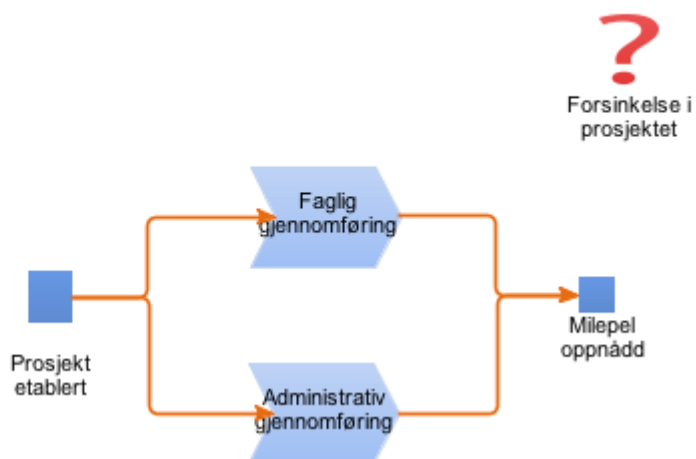 ?
Forsinkelse i
prosjektet
Faglig
gjennomføring
Prosjekt
etablert
Milepel
oppnådd
Administrativ
gjennomføring